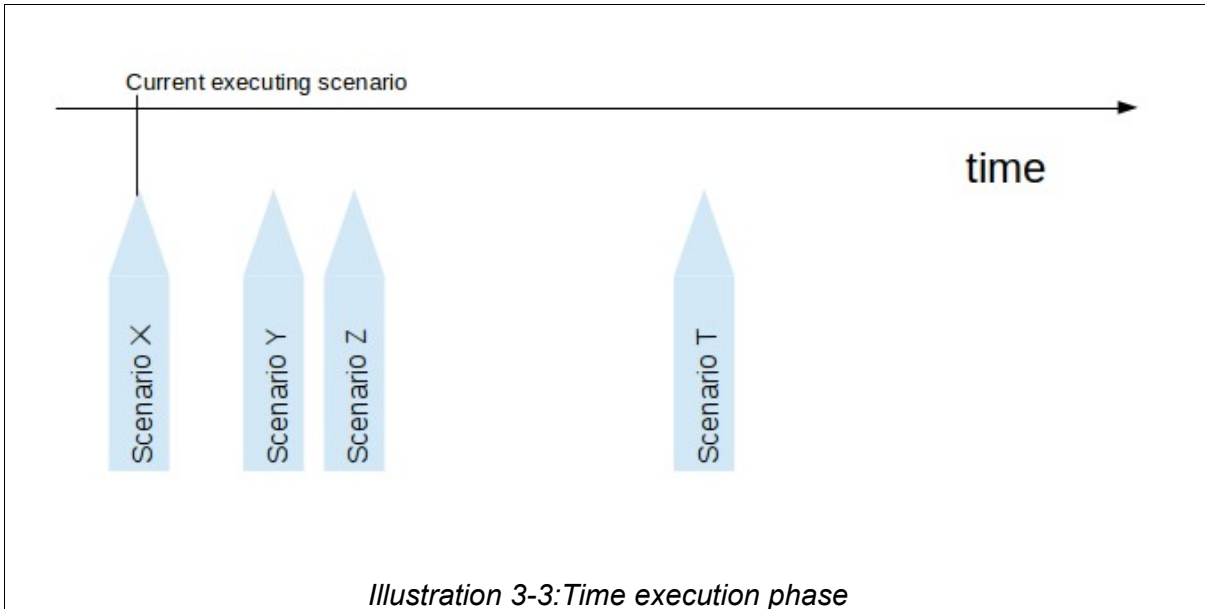 Current executing scenario
time
Scenario X
Scenario Y
Scenario Z
Scenario T
Illustration 3-3:Time execution phase